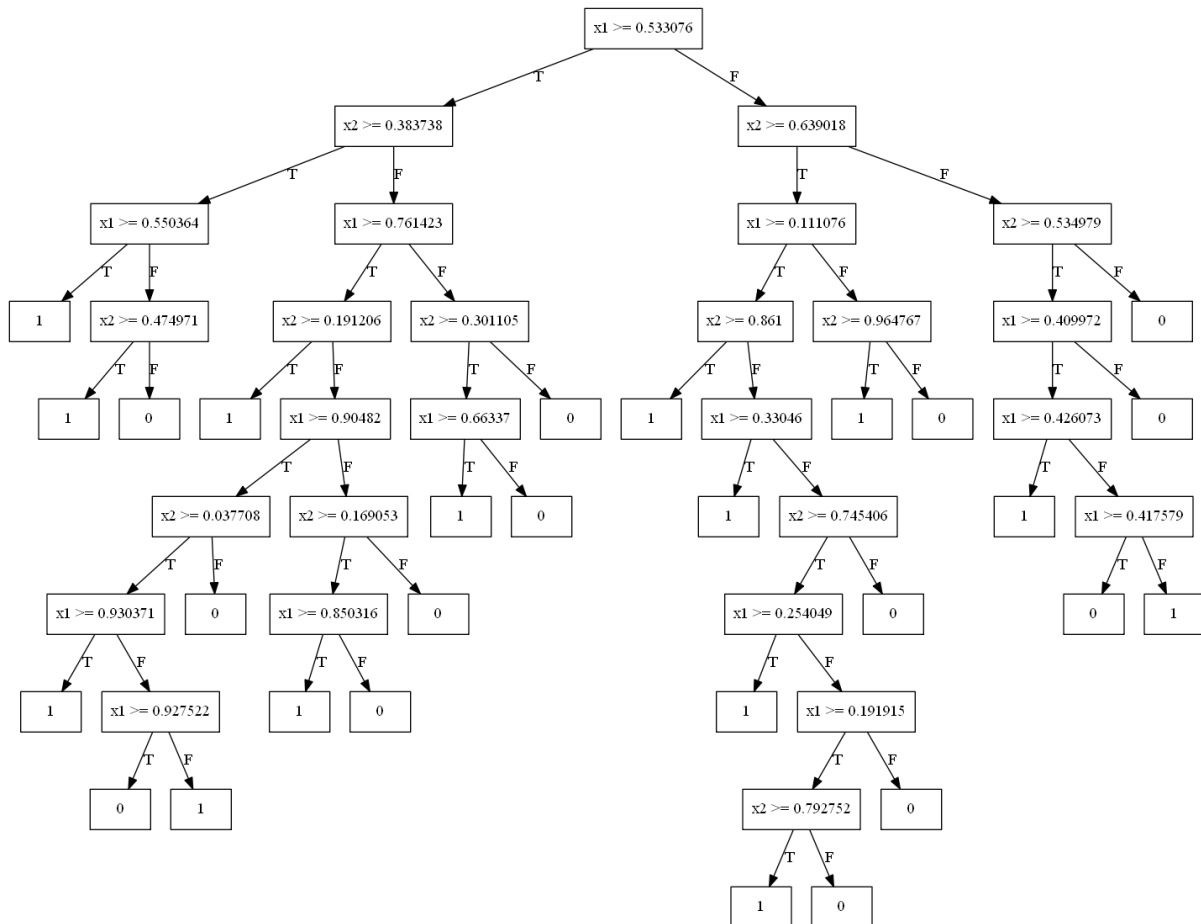 x1 >= 0.533076
T
F
x2 >= 0.383738
x2 >= 0.639018
T
F
T
F
x1 >= 0.550364
x1 >= 0.761423
x1 >= 0.111076
x2 >= 0.534979
T
F
T
F
T
F
T
F
1
x2 >= 0.474971
x2 >= 0.191206
x2 >= 0.301105
x2 >= 0.861
x2 >= 0.964767
x1 >= 0.409972
0
T
F
T
F
T
F
T
F
T
F
T
F
1
0
1
x1 >= 0.90482
x1 >= 0.66337
0
1
x1 >= 0.33046
1
0
x1 >= 0.426073
0
T
F
T
F
T
F
T
F
x2 >= 0.037708
x2 >= 0.169053
1
0
1
x2 >= 0.745406
1
x1 >= 0.417579
T
F
T
F
T
F
T
F
x1 >= 0.930371
0
x1 >= 0.850316
0
x1 >= 0.254049
0
0
1
T
F
T
F
T
F
1
x1 >= 0.927522
1
0
1
x1 >= 0.191915
T
F
T
F
0
1
x2 >= 0.792752
0
T
F
1
0